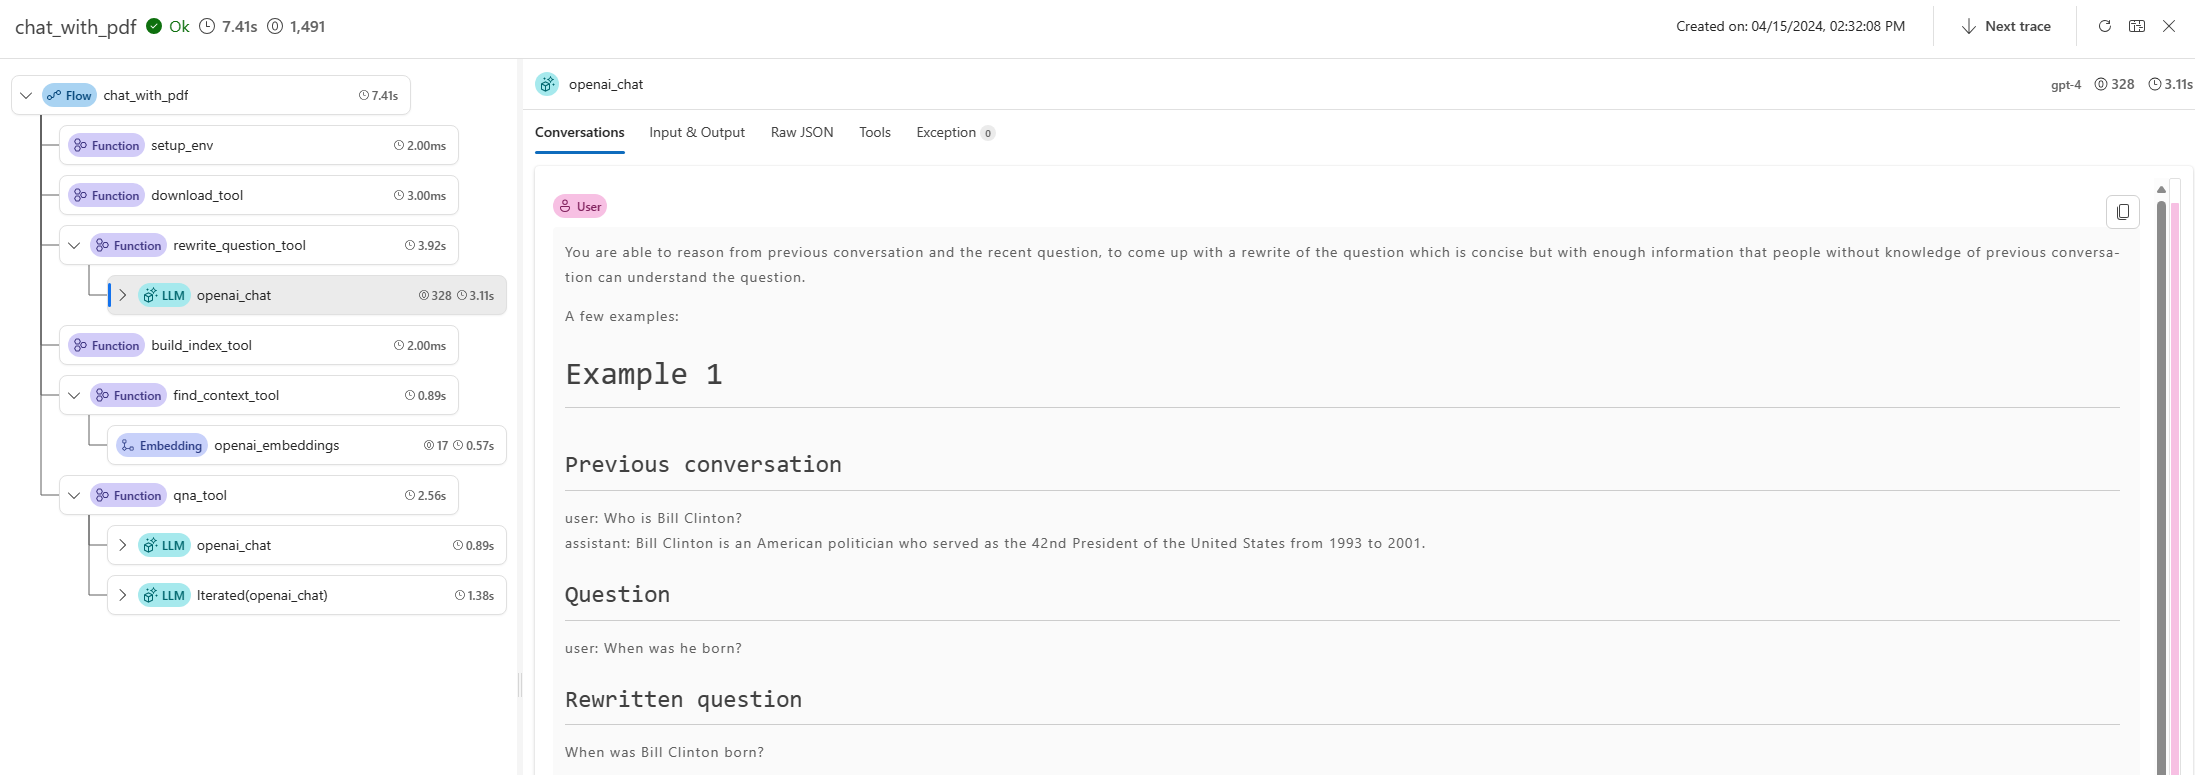 chat_with_pdf Ok 7.41s 1,491
Created on: 04/15/2024, 02:32:08 PM Next trace
Flow chat_with_pdf 7.41s
Function setup_env 2.00ms
Function download_tool 3.00ms
Function rewrite_question_tool 3.92s
LLM openai_chat 328 3.11s
Function build_index_tool 2.00ms
Function find_context_tool 0.89s
Embedding openai_embeddings 17 0.57s
Function qna_tool 2.56s
LLM openai_chat 0.89s
LLM Iterated(openai_chat) 1.38s
openai_chat gpt-4 328 3.11s
Conversations Input & Output Raw JSON Tools Exception 0
User
You are able to reason from previous conversation and the recent question, to come up with a rewrite of the question which is concise but with enough information that people without knowledge of previous conversa-
tion can understand the question.
A few examples:
Example 1
Previous conversation
user: Who is Bill Clinton?
assistant: Bill Clinton is an American politician who served as the 42nd President of the United States from 1993 to 2001.
Question
user: When was he born?
Rewritten question
When was Bill Clinton born?